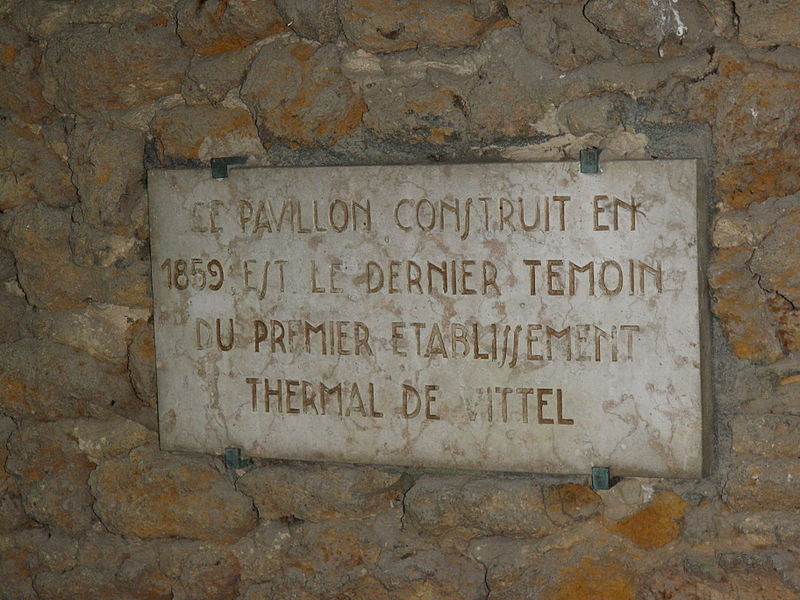 CE PAVILLON CONSTRUIT EN
1859 EST LE DERNIER TEMOIN
DU PREMIER ETABLISSEMENT
THERMAL DE VITTEL